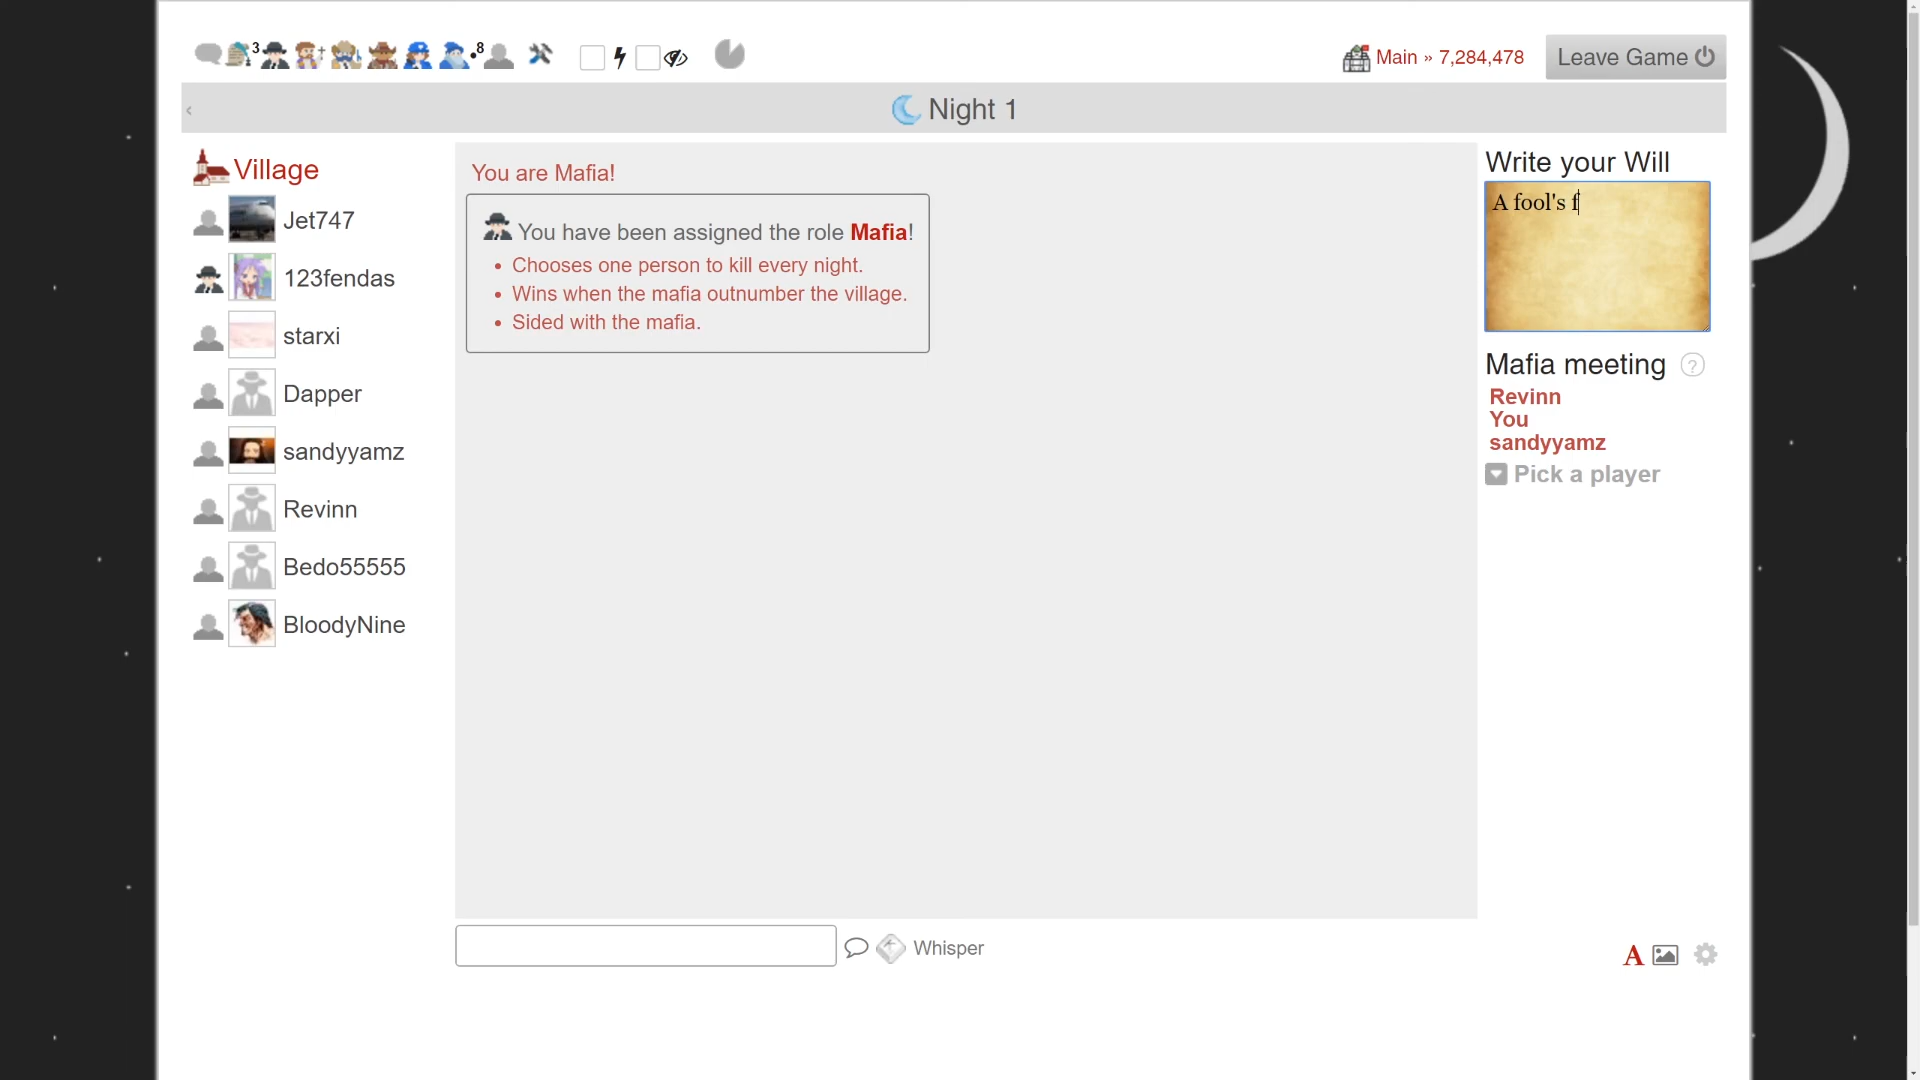 3
8
Main » 7,284,478
Leave Game
‹
Night 1
Village
Jet747
123fendas
starxi
Dapper
sandyyamz
Revinn
Bedo55555
BloodyNine
You are Mafia!
You have been assigned the role Mafia!
• Chooses one person to kill every night.
• Wins when the mafia outnumber the village.
• Sided with the mafia.
Whisper
Write your Will
A fool's f
Mafia meeting ?
Revinn
You
sandyyamz
Pick a player
A